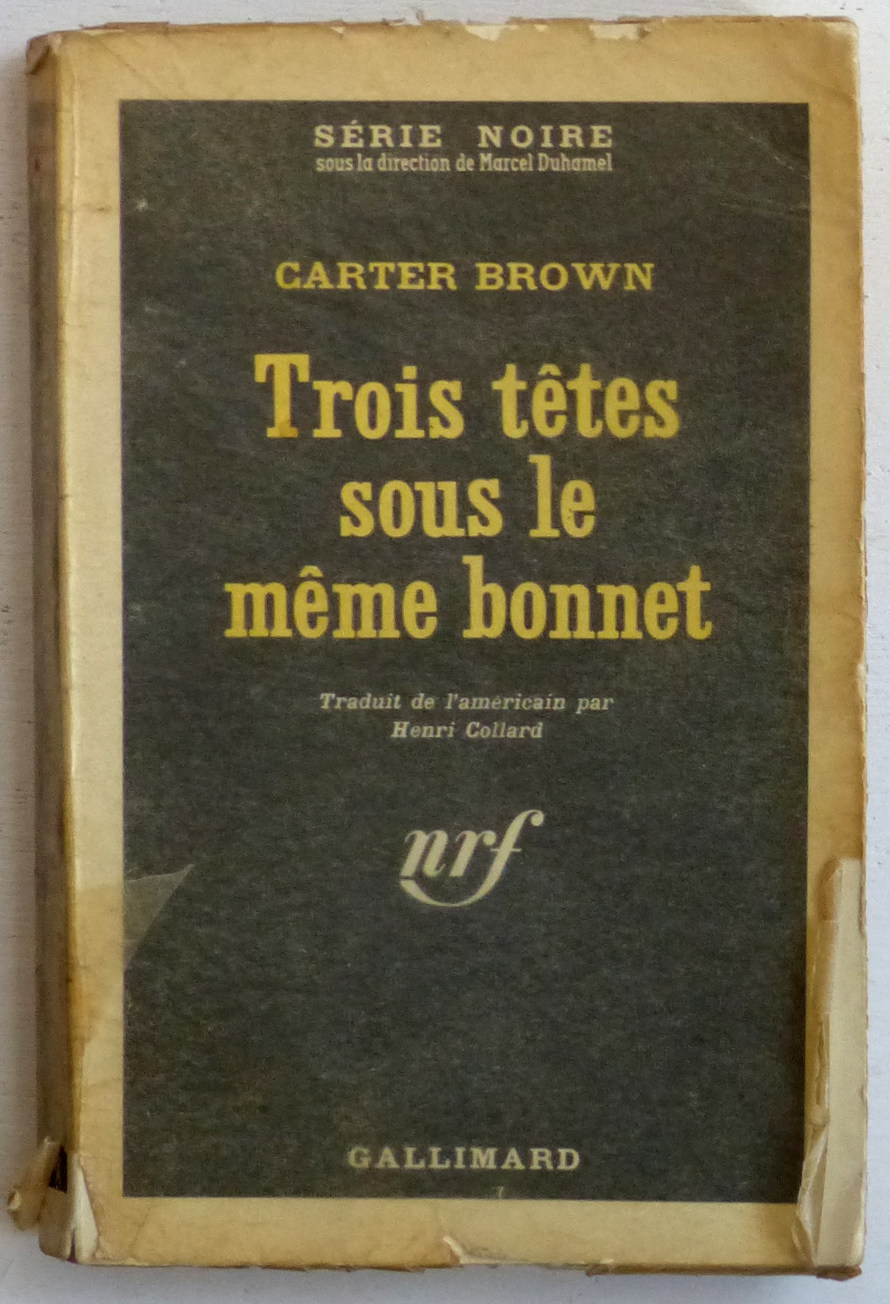 SÉRIE NOIRE
sous la direction de Marcel Duhamel
CARTER BROWN
Trois têtes
sous le
même bonnet
Traduit de l'américain par
Henri Collard
nrf
GALLIMARD